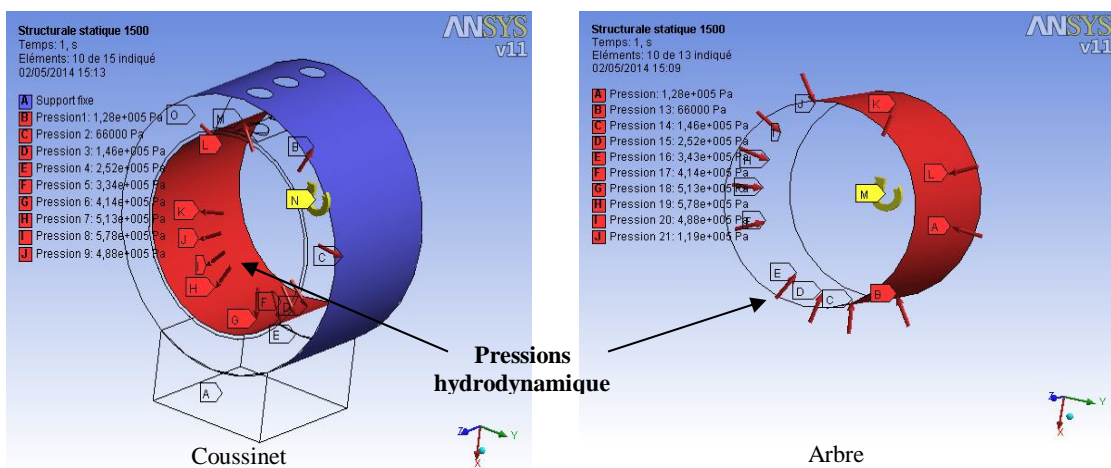 Structurale statique 1500
Temps: 1, s
Eléments: 10 de 15 indiqué
02/05/2014 15:13
A Support fixe
B Pression1: 1,28e+005 Pa
C Pression 2: 66000 Pa
D Pression 3: 1,46e+005 Pa
E Pression 4: 2,52e+005 Pa
F Pression 5: 3,34e+005 Pa
G Pression 6: 4,14e+005 Pa
H Pression 7: 5,13e+005 Pa
I Pression 8: 5,78e+005 Pa
J Pression 9: 4,88e+005 Pa
ANSYS
v11
O
M
L
B
N
K
J
I
H
C
F
D
G
E
A
Z
Y
X
Coussinet
Pressions
hydrodynamique
Structurale statique 1500
Temps: 1, s
Eléments: 10 de 13 indiqué
02/05/2014 15:09
A Pression: 1,28e+005 Pa
B Pression 13: 66000 Pa
C Pression 14: 1,46e+005 Pa
D Pression 15: 2,52e+005 Pa
E Pression 16: 3,43e+005 Pa
F Pression 17: 4,14e+005 Pa
G Pression 18: 5,13e+005 Pa
H Pression 19: 5,78e+005 Pa
I Pression 20: 4,88e+005 Pa
J Pression 21: 1,19e+005 Pa
ANSYS
v11
J
K
H
L
M
A
E
D
C
B
Z
Y
X
Arbre